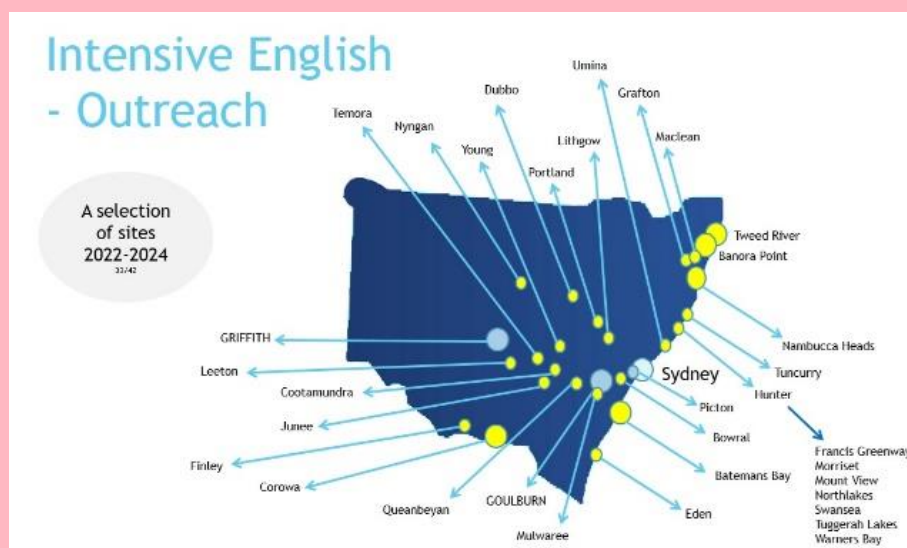 Intensive English
- Outreach
A selection
of sites
2022-2024
33/42
Temora
Nyngan
Young
Dubbo
Portland
Lithgow
Umina
Grafton
Maclean
Tweed River
Banora Point
Nambucca Heads
Tuncurry
Hunter
Sydney
Picton
Bowral
Batemans Bay
Eden
GRIFFITH
Leeton
Cootamundra
Junee
Finley
Corowa
Queanbeyan
GOULBURN
Mulwaree
Francis Greenway
Morriset
Mount View
Northlakes
Swansea
Tuggerah Lakes
Warners Bay